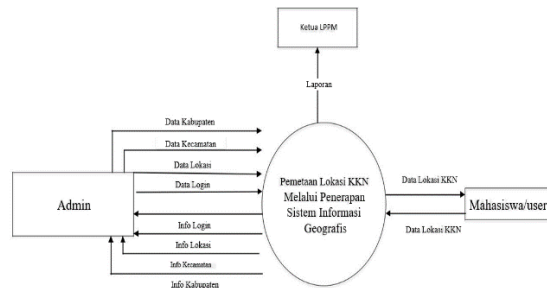 Ketua LPPM
Laporan
Data Kabupaten
Data Kecamatan
Data Lokasi
Data Login
Admin
Info Login
Info Lokasi
Info Kecamatan
Info Kabupaten
Pemetaan Lokasi KKN
Melalui Penerapan
Sistem Informasi
Geografis
Data Lokasi KKN
Mahasiswa/user
Data Lokasi KKN